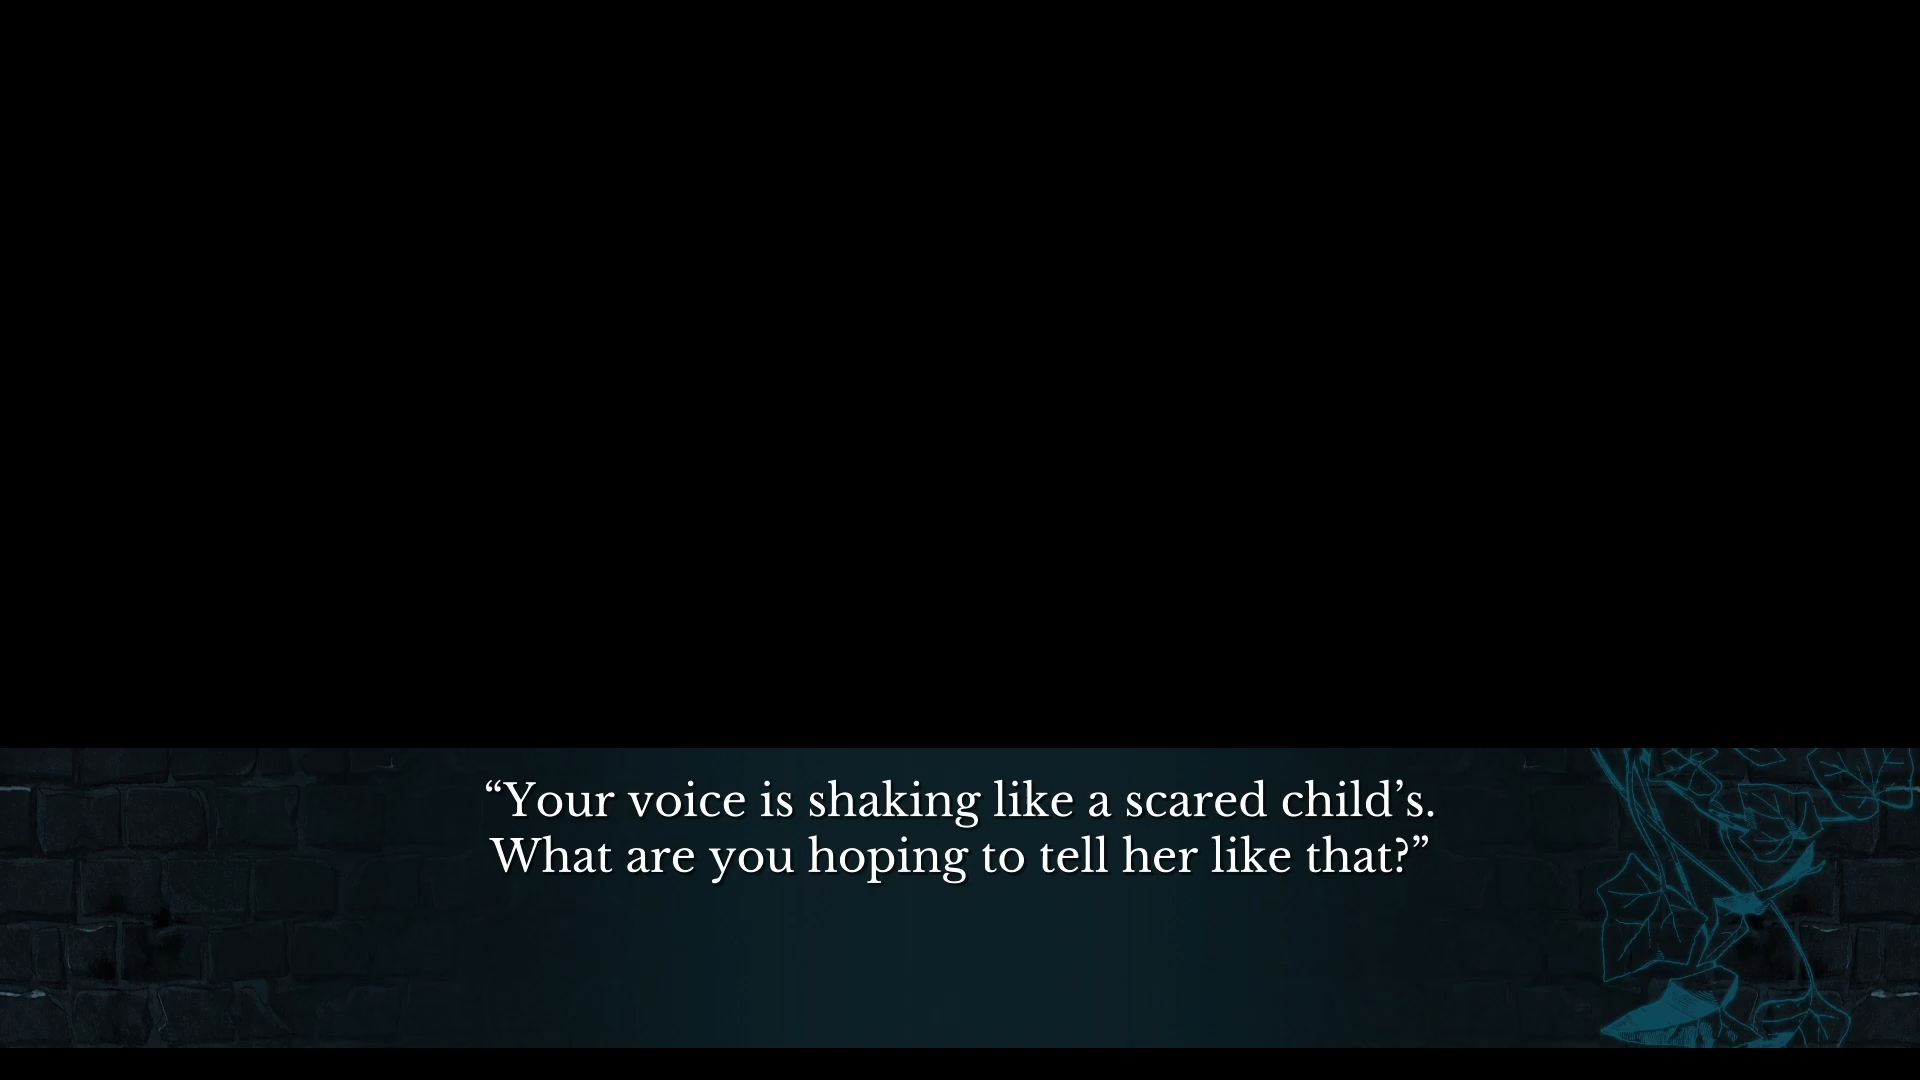 “Your voice is shaking like a scared child’s.
What are you hoping to tell her like that?”